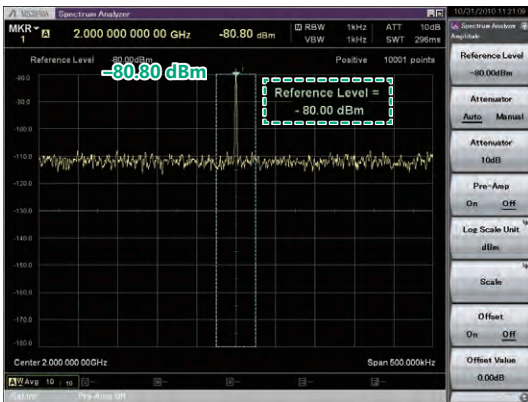 MS2830A Spectrum Analyzer
10/31/2010 11:21:09
MKR 1
2.000 000 000 00 GHz
-80.80 dBm
RBW 1kHz
VBW 1kHz
ATT 10dB
SWT 296ms
Reference Level -80.00dBm
Positive 10001 points
–80.80 dBm
Reference Level =
- 80.00 dBm
-90.0
-100.0
-110.0
-120.0
-130.0
-140.0
-150.0
-160.0
-170.0
-180.0
Center 2.000 000 00GHz
Span 500.000kHz
Avg 10 / 10
Ref.Int
Pre-Amp Off
Spectrum Analyzer
Amplitude
Reference Level
-80.00dBm
Attenuator
Auto Manual
Attenuator
10dB
Pre-Amp
On Off
Log Scale Unit
dBm
Scale
Offset
On Off
Offset Value
0.00dB